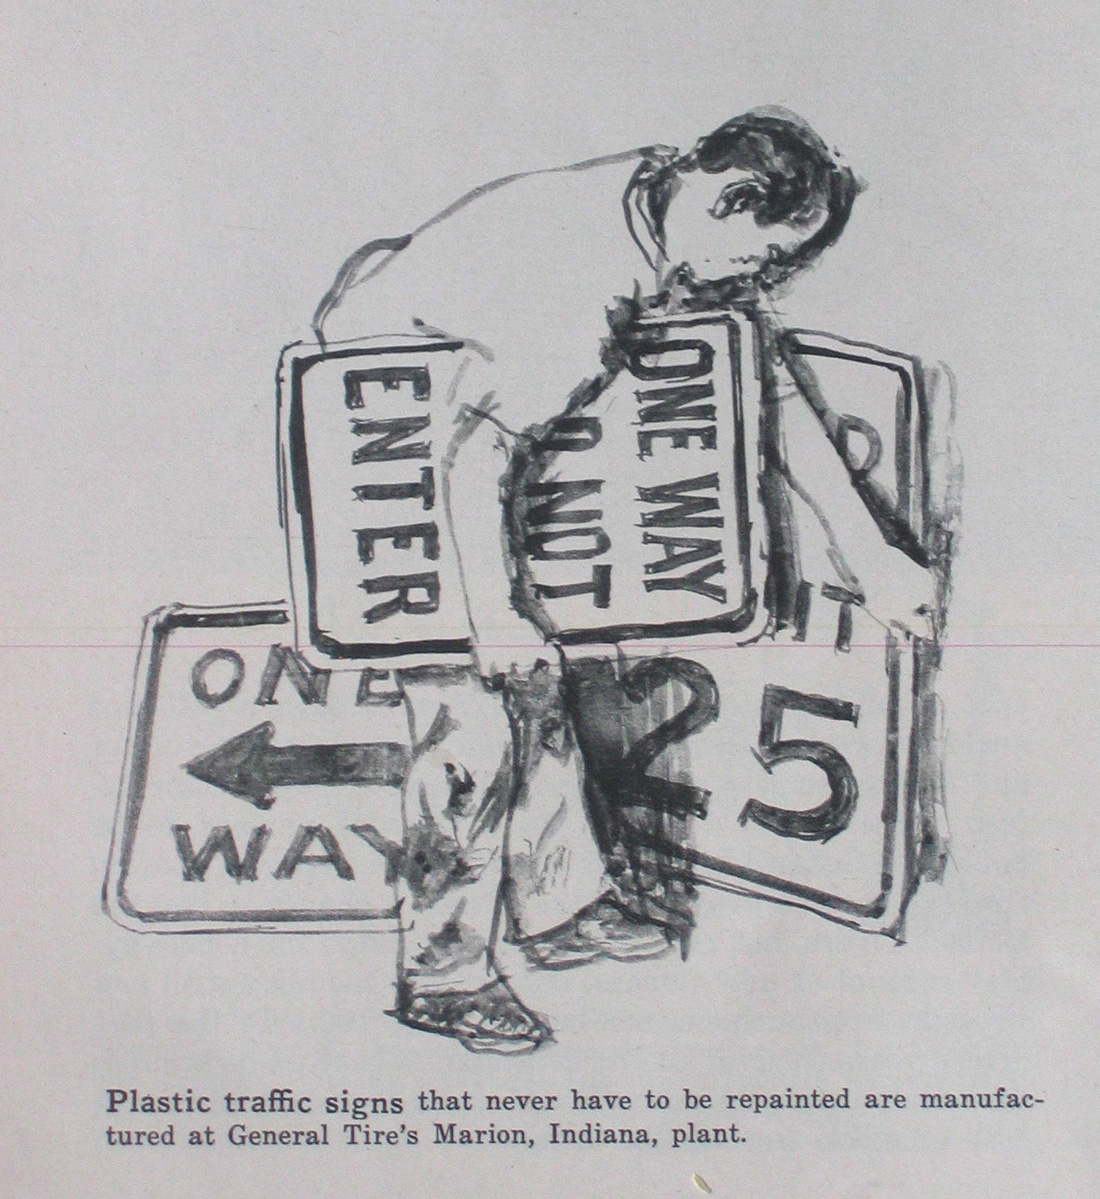 ONE WAY
O NOT
ENTER
ONE
WAY
IT
25
Plastic traffic signs that never have to be repainted are manufac-
tured at General Tire's Marion, Indiana, plant.